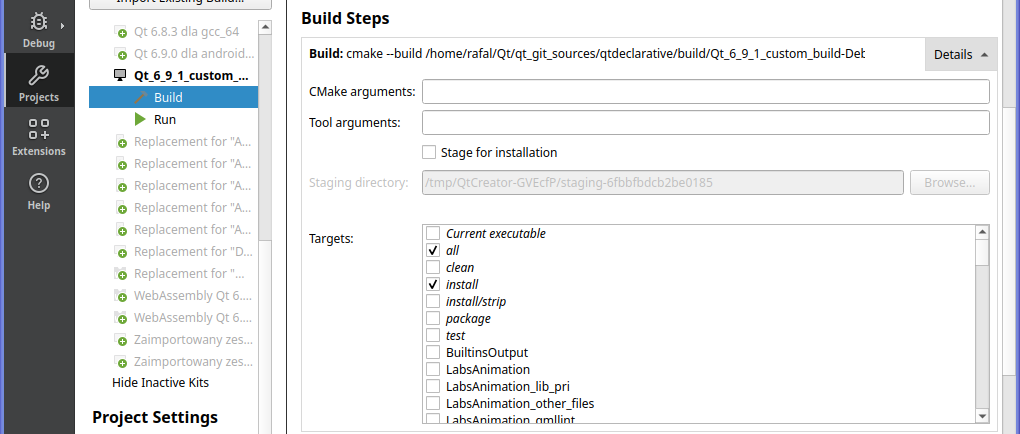 Import Existing Build...
Debug
Projects
Extensions
Help
Qt 6.8.3 dla gcc_64
Qt 6.9.0 dla android...
Qt_6_9_1_custom_...
Build
Run
Replacement for "A...
Replacement for "A...
Replacement for "A...
Replacement for "A...
Replacement for "A...
Replacement for "D...
Replacement for "...
WebAssembly Qt 6....
WebAssembly Qt 6....
Zaimportowany zes...
Zaimportowany zes...
Hide Inactive Kits
Project Settings
Build Steps
Build: cmake --build /home/rafal/Qt/qt_git_sources/qtdeclarative/build/Qt_6_9_1_custom_build-Deb
Details
CMake arguments:
Tool arguments:
Stage for installation
Staging directory: /tmp/QtCreator-GVEcfP/staging-6fbbfbdcb2be0185 Browse...
Targets:
Current executable
all
clean
install
install/strip
package
test
BuiltinsOutput
LabsAnimation
LabsAnimation_lib_pri
LabsAnimation_other_files
LabsAnimation_qmllint